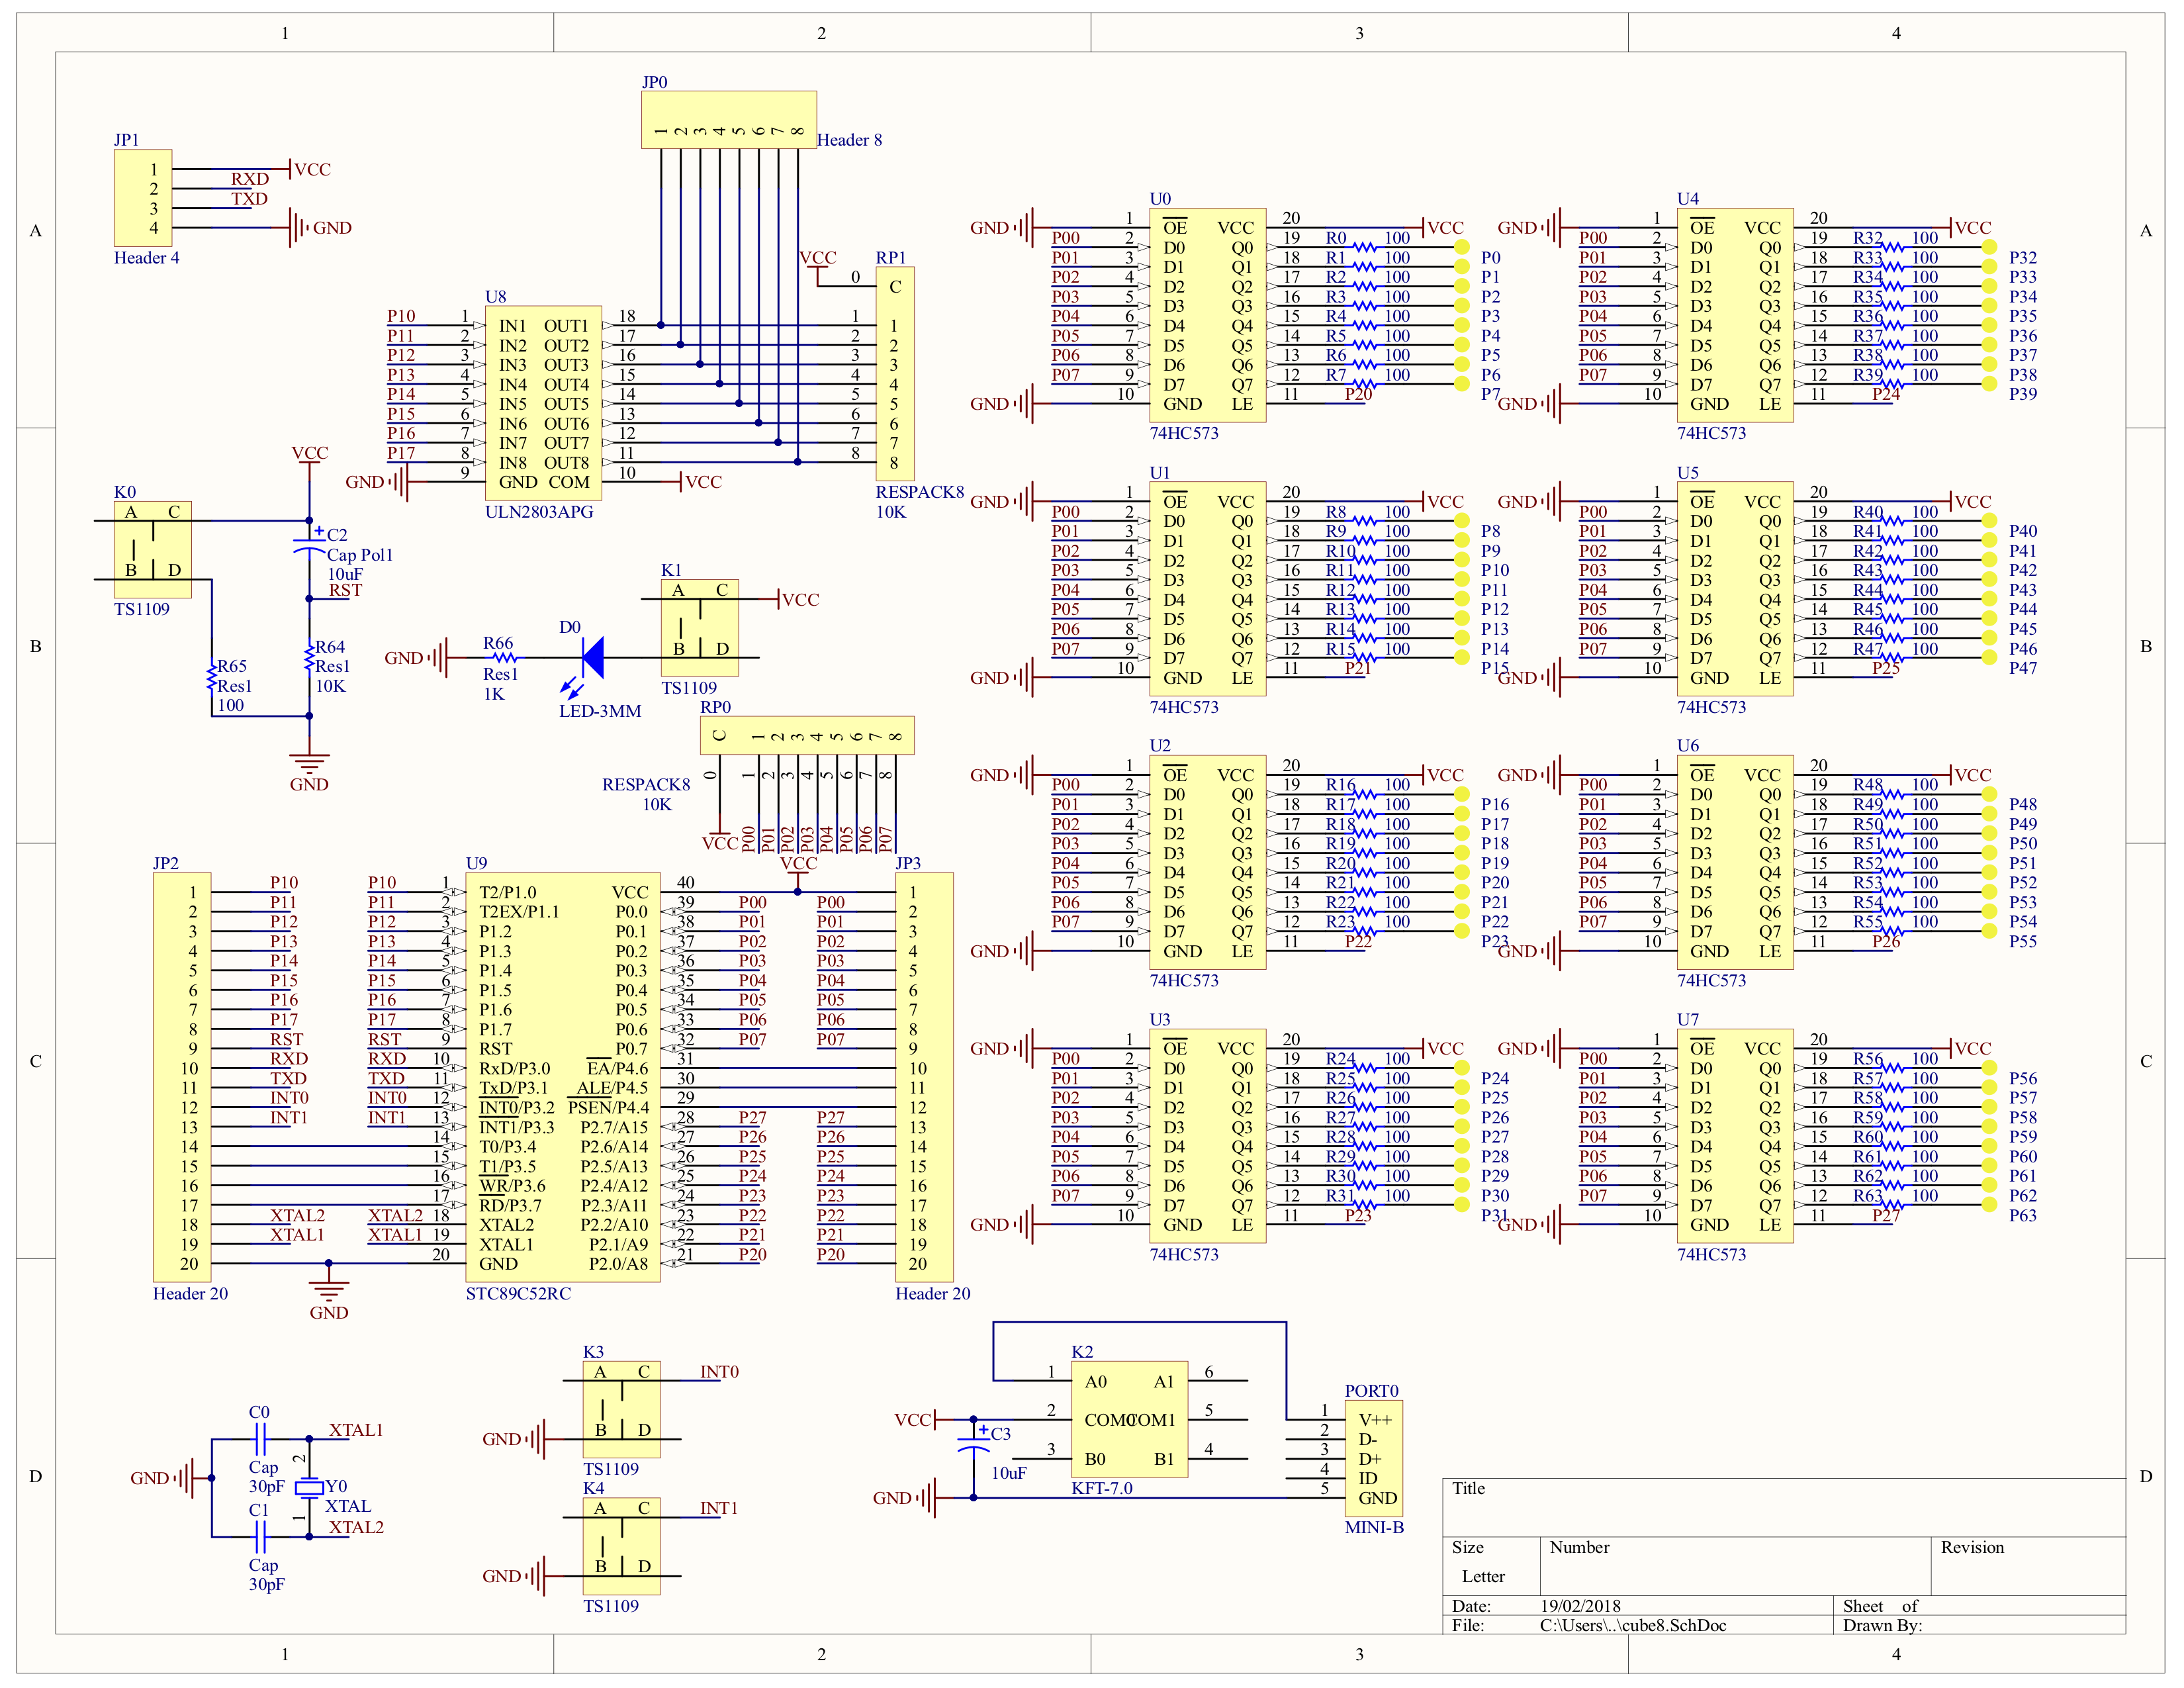 1 2 3 4
A
B
C
D
JP1
1 VCC
2 RXD
3 TXD
4 GND
Header 4
JP0
1 2 3 4 5 6 7 8
Header 8
U8
P10 1 IN1 OUT1 18
P11 2 IN2 OUT2 17
P12 3 IN3 OUT3 16
P13 4 IN4 OUT4 15
P14 5 IN5 OUT5 14
P15 6 IN6 OUT6 13
P16 7 IN7 OUT7 12
P17 8 IN8 OUT8 11
GND 9 GND COM 10 VCC
ULN2803APG
VCC RP1
0 C
1 1
2 2
3 3
4 4
5 5
6 6
7 7
8 8
RESPACK8
10K
VCC
K0
A C
B D
TS1109
+ C2
Cap Pol1
10uF
RST
R65
Res1
100
R64
Res1
10K
GND
K1
A C VCC
B D
TS1109
D0
LED-3MM
GND R66
Res1
1K
RP0
C 1 2 3 4 5 6 7 8
0 1 2 3 4 5 6 7 8
RESPACK8
10K
VCC P00 P01 P02 P03 P04 P05 P06 P07
VCC
JP2
1 P10
2 P11
3 P12
4 P13
5 P14
6 P15
7 P16
8 P17
9 RST
10 RXD
11 TXD
12 INT0
13 INT1
14
15
16
17
18 XTAL2
19 XTAL1
20
Header 20
GND
U9
P10 1 T2/P1.0 VCC 40
P11 2 T2EX/P1.1 P0.0 39 P00
P12 3 P1.2 P0.1 38 P01
P13 4 P1.3 P0.2 37 P02
P14 5 P1.4 P0.3 36 P03
P15 6 P1.5 P0.4 35 P04
P16 7 P1.6 P0.5 34 P05
P17 8 P1.7 P0.6 33 P06
RST 9 RST P0.7 32 P07
RXD 10 RxD/P3.0 EA/P4.6 31
TXD 11 TxD/P3.1 ALE/P4.5 30
INT0 12 INT0/P3.2 PSEN/P4.4 29
INT1 13 INT1/P3.3 P2.7/A15 28 P27
14 T0/P3.4 P2.6/A14 27 P26
15 T1/P3.5 P2.5/A13 26 P25
16 WR/P3.6 P2.4/A12 25 P24
17 RD/P3.7 P2.3/A11 24 P23
XTAL2 18 XTAL2 P2.2/A10 23 P22
XTAL1 19 XTAL1 P2.1/A9 22 P21
20 GND P2.0/A8 21 P20
STC89C52RC
JP3
1
P00 2
P01 3
P02 4
P03 5
P04 6
P05 7
P06 8
P07 9
10
11
12
P27 13
P26 14
P25 15
P24 16
P23 17
P22 18
P21 19
P20 20
Header 20
U0
GND 1 OE VCC 20 VCC
P00 2 D0 Q0 19 R0 100 P0
P01 3 D1 Q1 18 R1 100 P1
P02 4 D2 Q2 17 R2 100 P2
P03 5 D3 Q3 16 R3 100 P3
P04 6 D4 Q4 15 R4 100 P4
P05 7 D5 Q5 14 R5 100 P5
P06 8 D6 Q6 13 R6 100 P6
P07 9 D7 Q7 12 R7 100 P7
GND 10 GND LE 11 P20
74HC573
U4
GND 1 OE VCC 20 VCC
P00 2 D0 Q0 19 R32 100 P32
P01 3 D1 Q1 18 R33 100 P33
P02 4 D2 Q2 17 R34 100 P34
P03 5 D3 Q3 16 R35 100 P35
P04 6 D4 Q4 15 R36 100 P36
P05 7 D5 Q5 14 R37 100 P37
P06 8 D6 Q6 13 R38 100 P38
P07 9 D7 Q7 12 R39 100 P39
GND 10 GND LE 11 P24
74HC573
U1
GND 1 OE VCC 20 VCC
P00 2 D0 Q0 19 R8 100 P8
P01 3 D1 Q1 18 R9 100 P9
P02 4 D2 Q2 17 R10 100 P10
P03 5 D3 Q3 16 R11 100 P11
P04 6 D4 Q4 15 R12 100 P12
P05 7 D5 Q5 14 R13 100 P13
P06 8 D6 Q6 13 R14 100 P14
P07 9 D7 Q7 12 R15 100 P15
GND 10 GND LE 11 P21
74HC573
U5
GND 1 OE VCC 20 VCC
P00 2 D0 Q0 19 R40 100 P40
P01 3 D1 Q1 18 R41 100 P41
P02 4 D2 Q2 17 R42 100 P42
P03 5 D3 Q3 16 R43 100 P43
P04 6 D4 Q4 15 R44 100 P44
P05 7 D5 Q5 14 R45 100 P45
P06 8 D6 Q6 13 R46 100 P46
P07 9 D7 Q7 12 R47 100 P47
GND 10 GND LE 11 P25
74HC573
U2
GND 1 OE VCC 20 VCC
P00 2 D0 Q0 19 R16 100 P16
P01 3 D1 Q1 18 R17 100 P17
P02 4 D2 Q2 17 R18 100 P18
P03 5 D3 Q3 16 R19 100 P19
P04 6 D4 Q4 15 R20 100 P20
P05 7 D5 Q5 14 R21 100 P21
P06 8 D6 Q6 13 R22 100 P22
P07 9 D7 Q7 12 R23 100 P23
GND 10 GND LE 11 P22
74HC573
U6
GND 1 OE VCC 20 VCC
P00 2 D0 Q0 19 R48 100 P48
P01 3 D1 Q1 18 R49 100 P49
P02 4 D2 Q2 17 R50 100 P50
P03 5 D3 Q3 16 R51 100 P51
P04 6 D4 Q4 15 R52 100 P52
P05 7 D5 Q5 14 R53 100 P53
P06 8 D6 Q6 13 R54 100 P54
P07 9 D7 Q7 12 R55 100 P55
GND 10 GND LE 11 P26
74HC573
U3
GND 1 OE VCC 20 VCC
P00 2 D0 Q0 19 R24 100 P24
P01 3 D1 Q1 18 R25 100 P25
P02 4 D2 Q2 17 R26 100 P26
P03 5 D3 Q3 16 R27 100 P27
P04 6 D4 Q4 15 R28 100 P28
P05 7 D5 Q5 14 R29 100 P29
P06 8 D6 Q6 13 R30 100 P30
P07 9 D7 Q7 12 R31 100 P31
GND 10 GND LE 11 P23
74HC573
U7
GND 1 OE VCC 20 VCC
P00 2 D0 Q0 19 R56 100 P56
P01 3 D1 Q1 18 R57 100 P57
P02 4 D2 Q2 17 R58 100 P58
P03 5 D3 Q3 16 R59 100 P59
P04 6 D4 Q4 15 R60 100 P60
P05 7 D5 Q5 14 R61 100 P61
P06 8 D6 Q6 13 R62 100 P62
P07 9 D7 Q7 12 R63 100 P63
GND 10 GND LE 11 P27
74HC573
C0
Cap
30pF
XTAL1
GND
2
Y0
XTAL
1
C1
Cap
30pF
XTAL2
K3
A C INT0
GND B D
TS1109
K4
A C INT1
GND B D
TS1109
K2
1 A0 A1 6
VCC 2 COM0 COM1 5
3 B0 B1 4
KFT-7.0
+ C3
10uF
GND
PORT0
1 V++
2 D-
3 D+
4 ID
5 GND
MINI-B
Title
Size Number Revision
Letter
Date: 19/02/2018 Sheet of
File: C:\Users\..\cube8.SchDoc Drawn By:
A
B
C
D
1 2 3 4